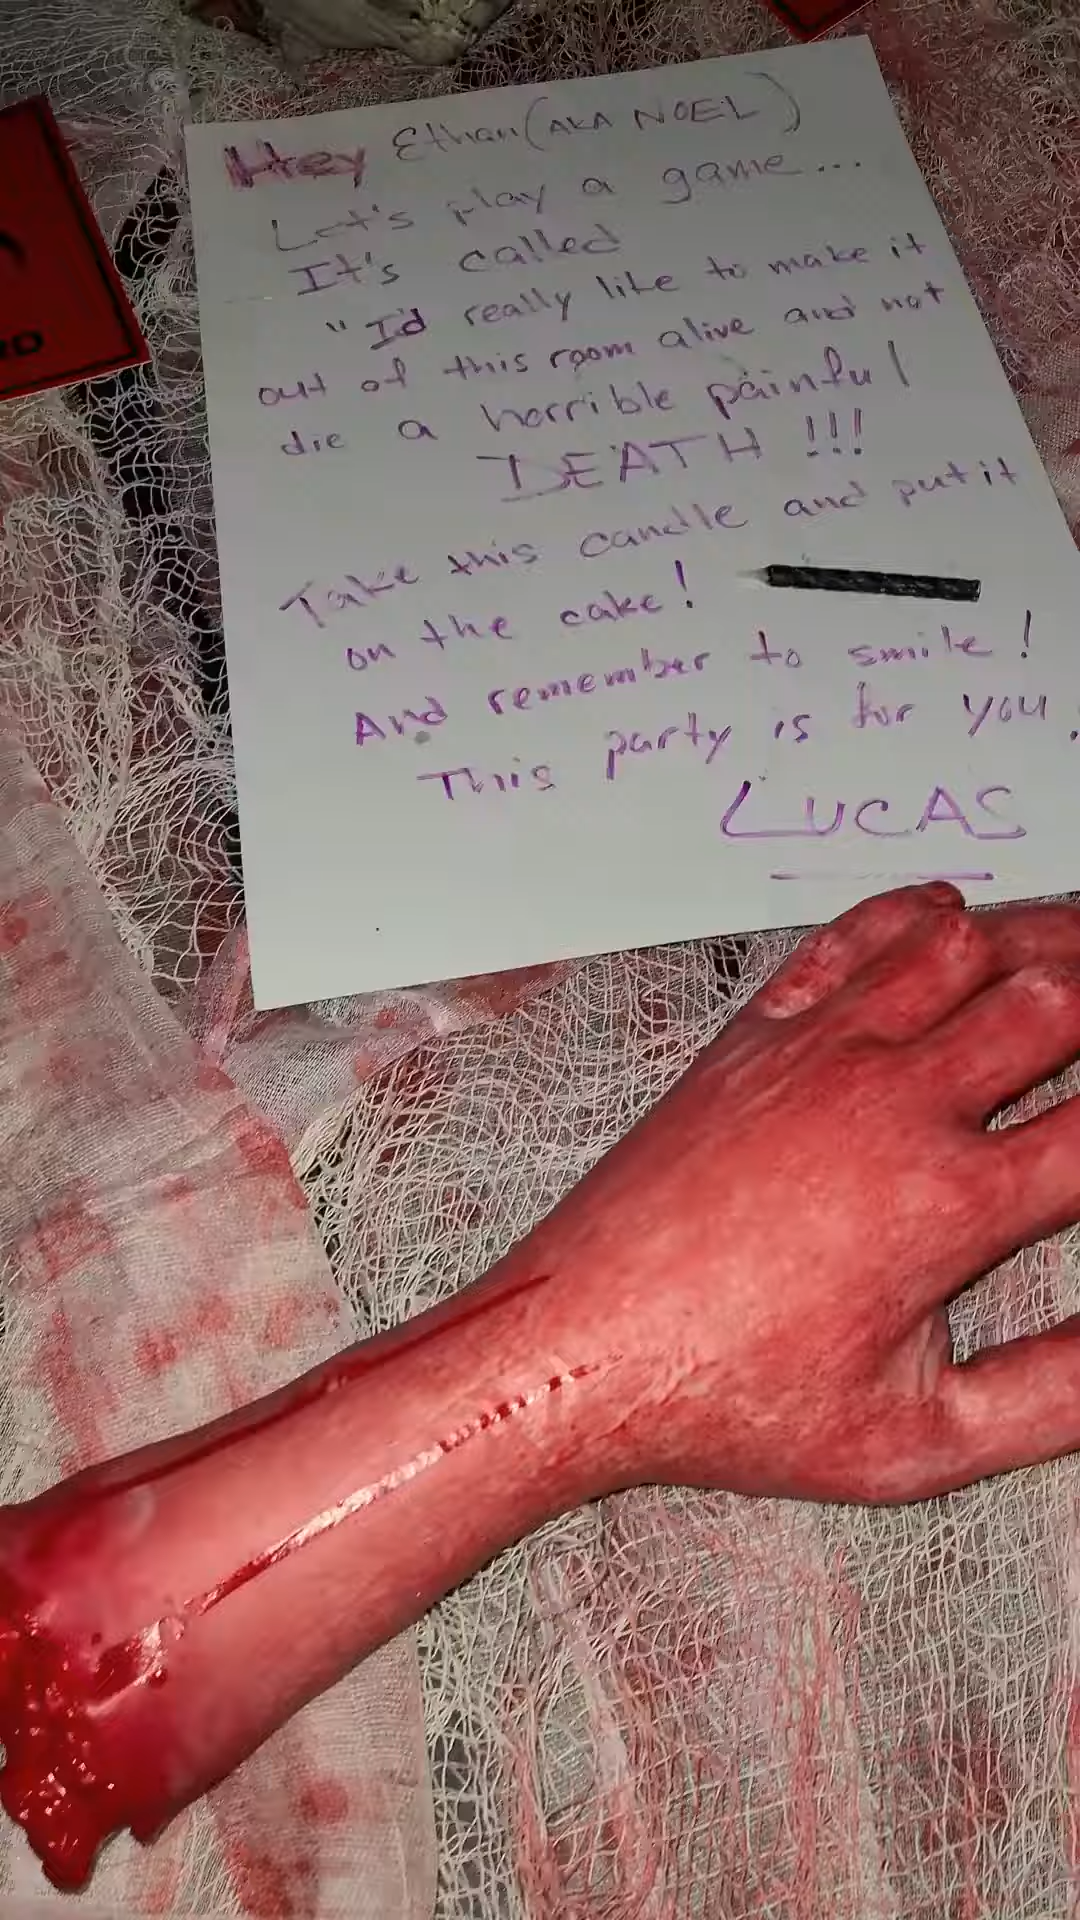 Hey Ethan (AKA NOEL)
Let's play a game...
It's called
"I'd really like to make it
out of this room alive and not
die a horrible painful
DEATH !!!
Take this candle and put it
on the cake!
And remember to smile!
This party is for you.
LUCAS
RD